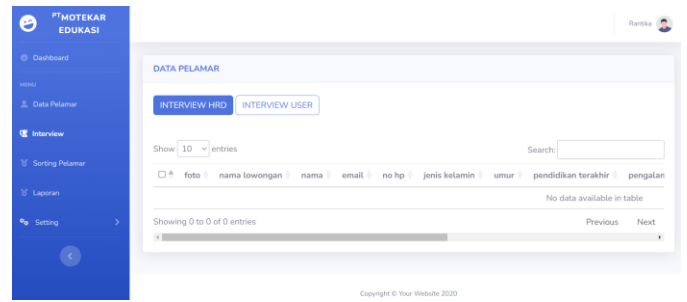 PT MOTEKAR
EDUKASI
Rantika
Dashboard
MENU
Data Pelamar
Interview
Sorting Pelamar
Laporan
Setting
DATA PELAMAR
INTERVIEW HRD INTERVIEW USER
Show 10 entries Search:
foto nama lowongan nama email no hp jenis kelamin umur pendidikan terakhir pengalan
No data available in table
Showing 0 to 0 of 0 entries Previous Next
Copyright © Your Website 2020